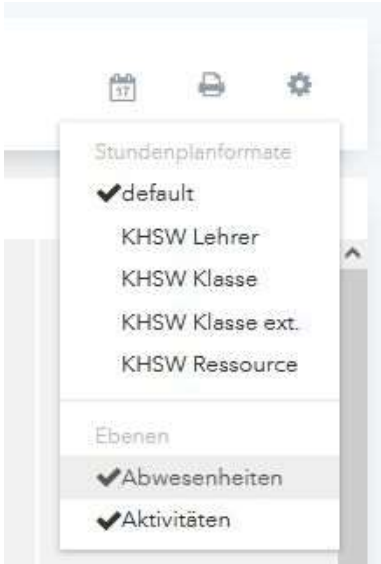 17
Stundenplanformate
✔default
KHSW Lehrer
KHSW Klasse
KHSW Klasse ext.
KHSW Ressource
Ebenen
✔Abwesenheiten
✔Aktivitäten